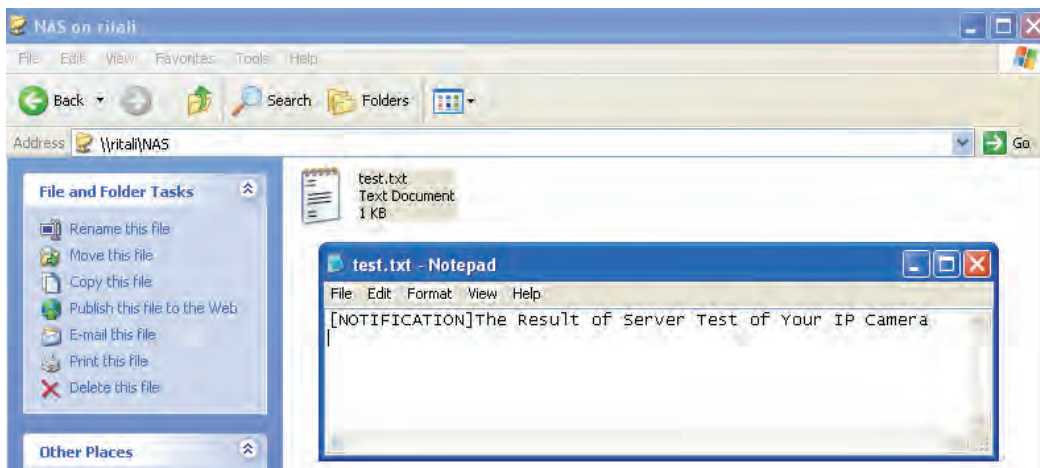 NAS on ritali
File Edit View Favorites Tools Help
Back Search Folders
Address \\ritali\NAS Go
File and Folder Tasks
Rename this file
Move this file
Copy this file
Publish this file to the Web
E-mail this file
Print this file
Delete this file
Other Places
test.txt
Text Document
1 KB
test.txt - Notepad
File Edit Format View Help
[NOTIFICATION]The Result of Server Test of Your IP Camera